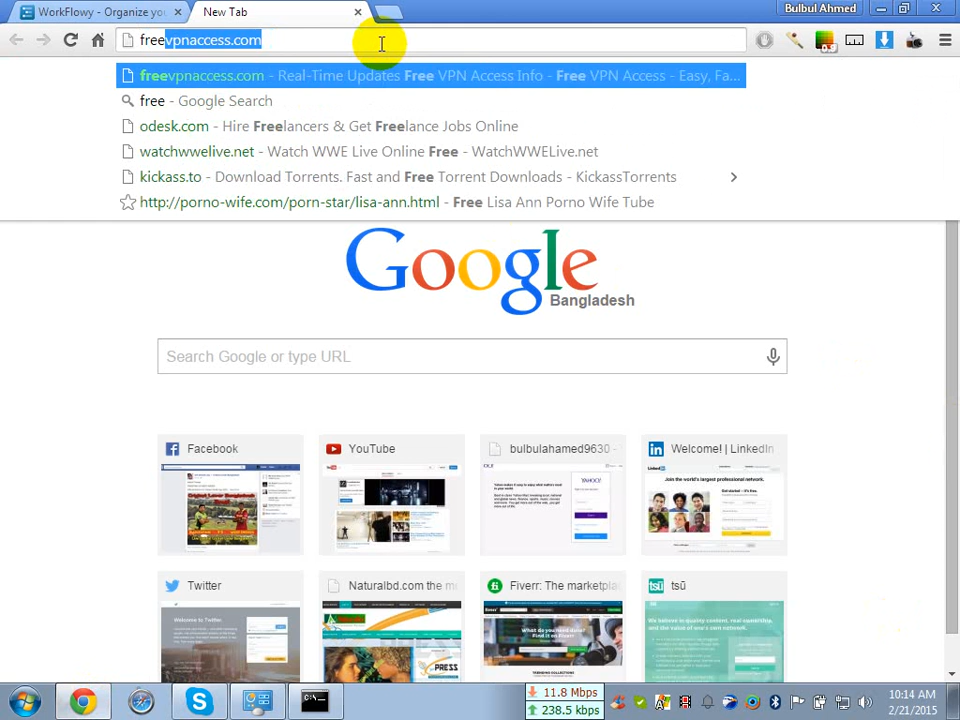 WorkFlowy - Organize you
New Tab
Bulbul Ahmed
freevpnaccess.com
freevpnaccess.com - Real-Time Updates Free VPN Access Info - Free VPN Access - Easy, Fa...
free - Google Search
odesk.com - Hire Freelancers & Get Freelance Jobs Online
watchwwelive.net - Watch WWE Live Online Free - WatchWWELive.net
kickass.to - Download Torrents. Fast and Free Torrent Downloads - KickassTorrents
http://porno-wife.com/porn-star/lisa-ann.html - Free Lisa Ann Porno Wife Tube
Google
Bangladesh
Search Google or type URL
Facebook
YouTube
bulbulahamed9630 -
Welcome! | LinkedIn
Twitter
Naturalbd.com the m
Fiverr: The marketpla
tsū
11.8 Mbps
238.5 kbps
10:14 AM
2/21/2015